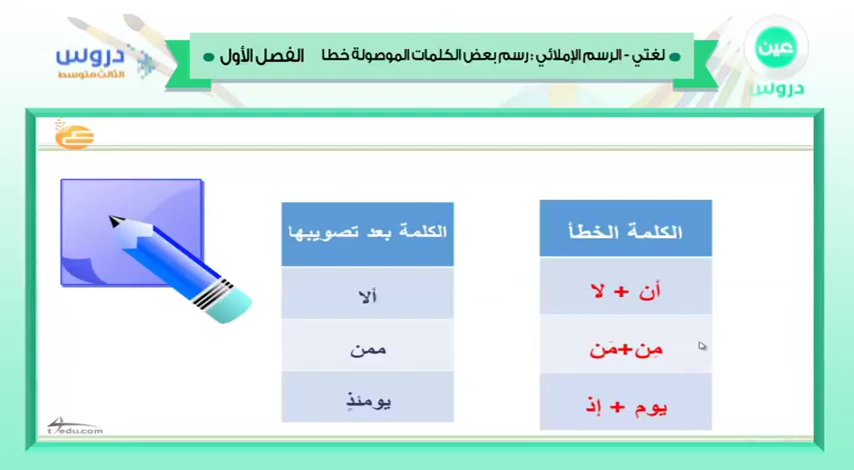 عين
دروس
لغتي - الرسم الإملائي : رسم بعض الكلمات الموصولة خطا
الفصل الأول
دروس
الثالث متوسط
الكلمة الخطأ
الكلمة بعد تصويبها
أن + لا
ألا
مِن+مَن
ممن
يوم + إذ
يومئذٍ
t4edu.com